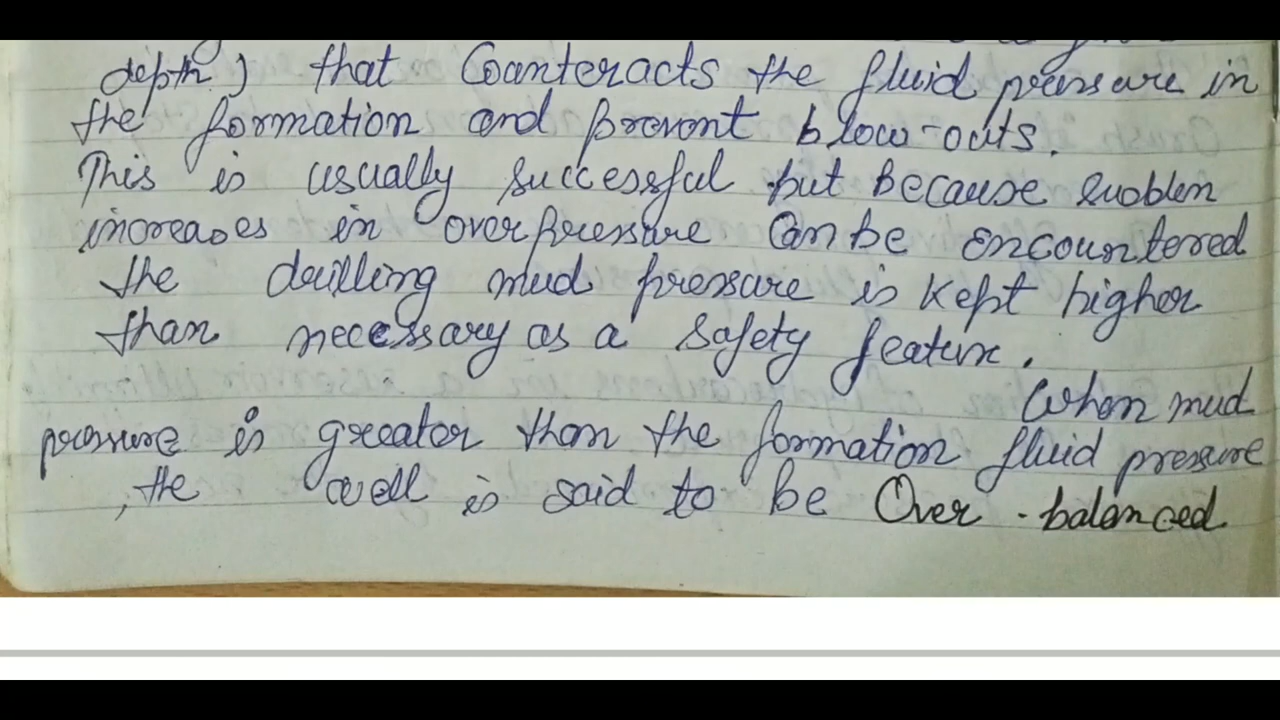 depth) that Counteracts the fluid pressure in
the formation and prevent blow-outs.
This is usually successful but because sudden
increases in overpressure can be encountered
the drilling mud pressure is kept higher
than necessary as a safety feature.
When mud
pressure is greater than the formation fluid pressure
, the well is said to be Over-balanced